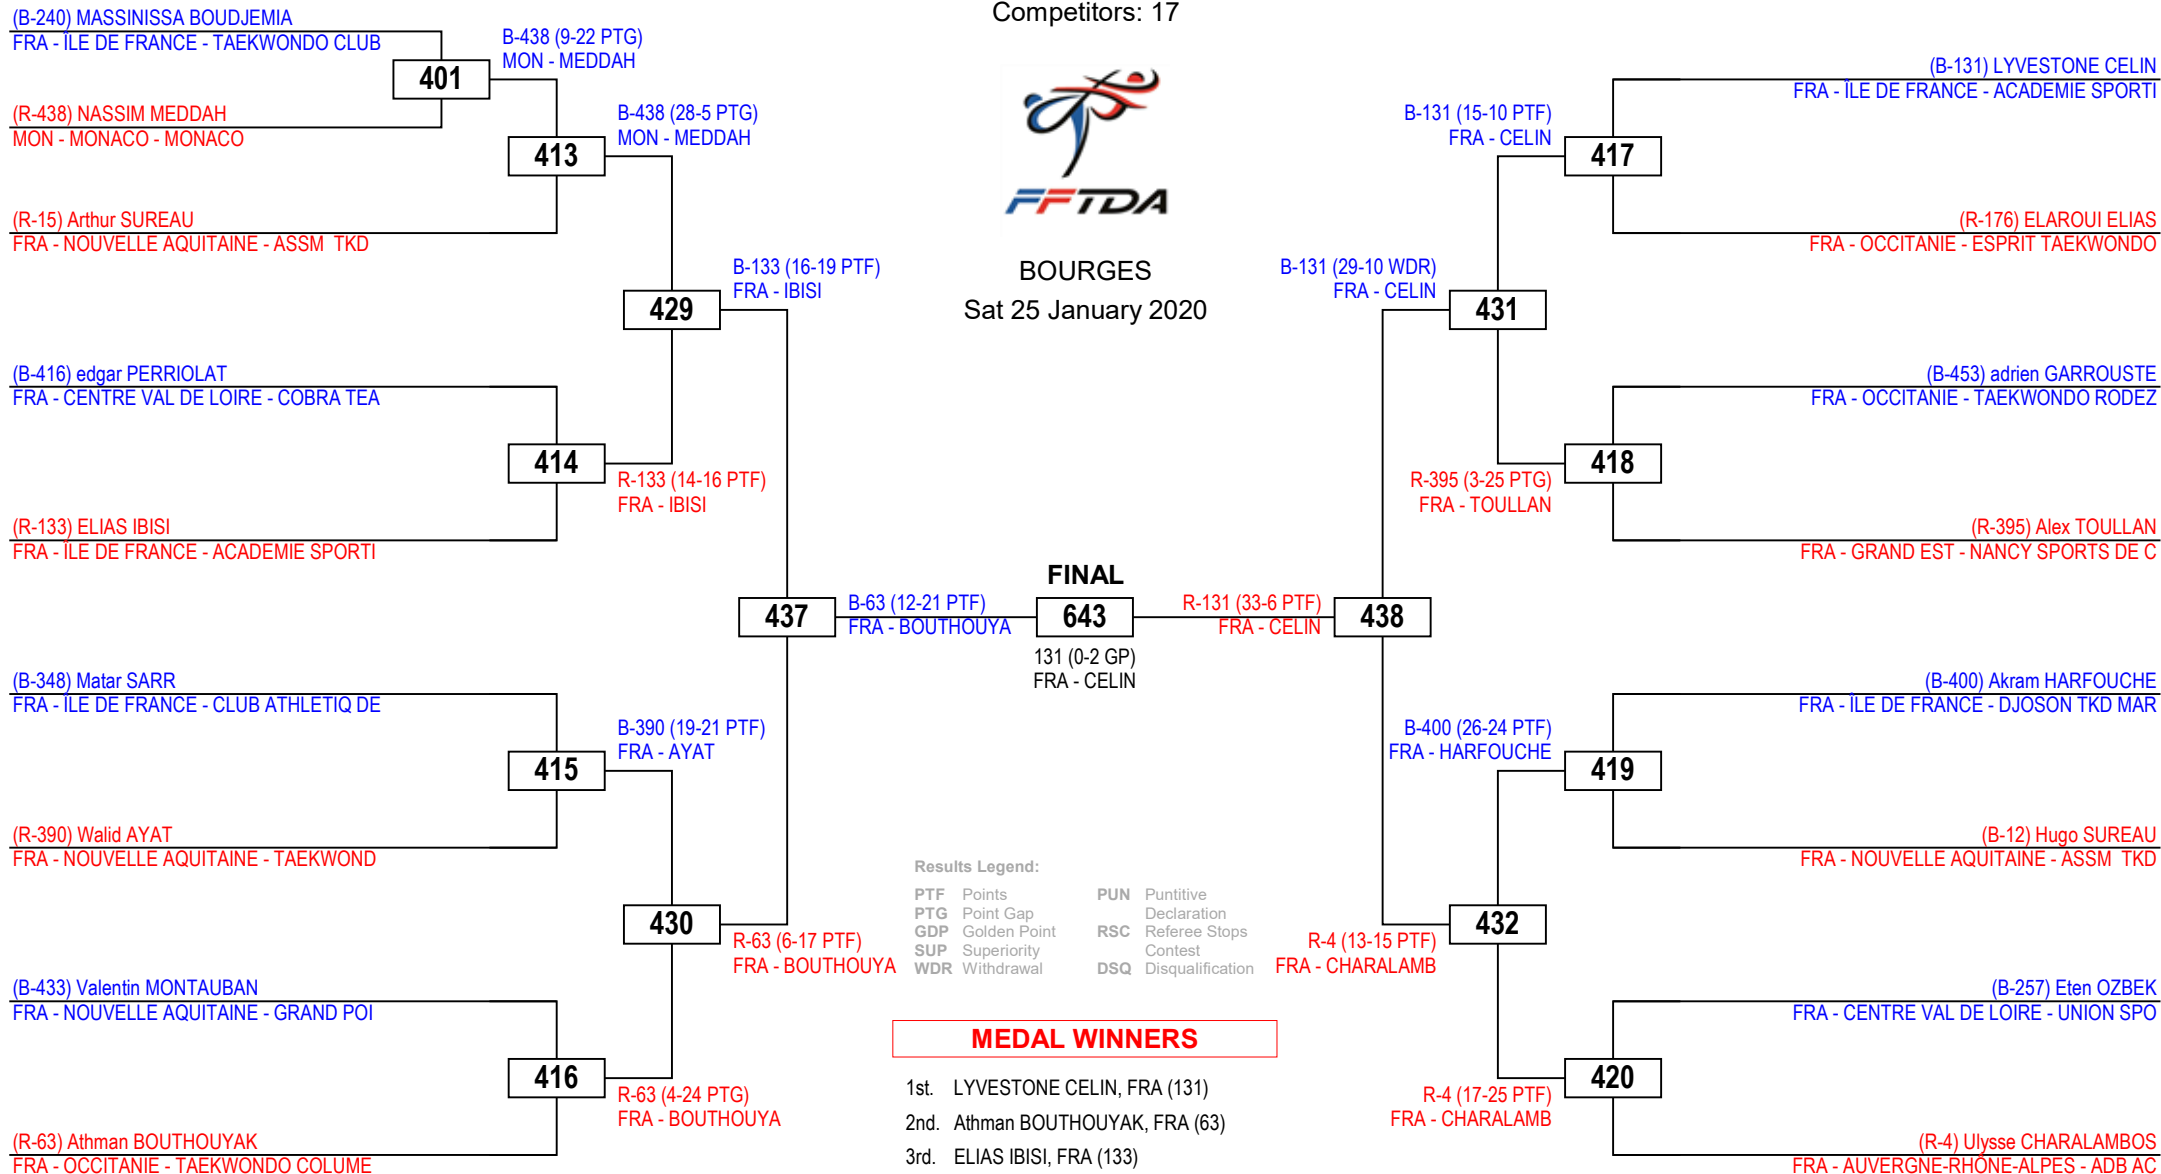 Competitors: 17
FFTDA
BOURGES
Sat 25 January 2020
(B-240) MASSINISSA BOUDJEMIA
FRA - ÎLE DE FRANCE - TAEKWONDO CLUB
401
(R-438) NASSIM MEDDAH
MON - MONACO - MONACO
B-438 (9-22 PTG)
MON - MEDDAH
413
(R-15) Arthur SUREAU
FRA - NOUVELLE AQUITAINE - ASSM TKD
B-438 (28-5 PTG)
MON - MEDDAH
429
B-133 (16-19 PTF)
FRA - IBISI
(B-416) edgar PERRIOLAT
FRA - CENTRE VAL DE LOIRE - COBRA TEA
414
R-133 (14-16 PTF)
FRA - IBISI
(R-133) ELIAS IBISI
FRA - ÎLE DE FRANCE - ACADEMIE SPORTI
437
B-63 (12-21 PTF)
FRA - BOUTHOUYA
(B-348) Matar SARR
FRA - ÎLE DE FRANCE - CLUB ATHLETIQ DE
415
B-390 (19-21 PTF)
FRA - AYAT
(R-390) Walid AYAT
FRA - NOUVELLE AQUITAINE - TAEKWOND
430
R-63 (6-17 PTF)
FRA - BOUTHOUYA
(B-433) Valentin MONTAUBAN
FRA - NOUVELLE AQUITAINE - GRAND POI
416
R-63 (4-24 PTG)
FRA - BOUTHOUYA
(R-63) Athman BOUTHOUYAK
FRA - OCCITANIE - TAEKWONDO COLUME
FINAL
643
131 (0-2 GP)
FRA - CELIN
(B-131) LYVESTONE CELIN
FRA - ÎLE DE FRANCE - ACADEMIE SPORTI
B-131 (15-10 PTF)
FRA - CELIN
417
(R-176) ELAROUI ELIAS
FRA - OCCITANIE - ESPRIT TAEKWONDO
B-131 (29-10 WDR)
FRA - CELIN
431
(B-453) adrien GARROUSTE
FRA - OCCITANIE - TAEKWONDO RODEZ
418
R-395 (3-25 PTG)
FRA - TOULLAN
(R-395) Alex TOULLAN
FRA - GRAND EST - NANCY SPORTS DE C
R-131 (33-6 PTF)
FRA - CELIN
438
(B-400) Akram HARFOUCHE
FRA - ÎLE DE FRANCE - DJOSON TKD MAR
B-400 (26-24 PTF)
FRA - HARFOUCHE
419
(B-12) Hugo SUREAU
FRA - NOUVELLE AQUITAINE - ASSM TKD
432
R-4 (13-15 PTF)
FRA - CHARALAMB
(B-257) Eten OZBEK
FRA - CENTRE VAL DE LOIRE - UNION SPO
420
R-4 (17-25 PTF)
FRA - CHARALAMB
(R-4) Ulysse CHARALAMBOS
FRA - AUVERGNE-RHÔNE-ALPES - ADB AC
Results Legend:
PTF Points
PTG Point Gap
GDP Golden Point
SUP Superiority
WDR Withdrawal
PUN Puntitive
Declaration
RSC Referee Stops
Contest
DSQ Disqualification
MEDAL WINNERS
1st. LYVESTONE CELIN, FRA (131)
2nd. Athman BOUTHOUYAK, FRA (63)
3rd. ELIAS IBISI, FRA (133)